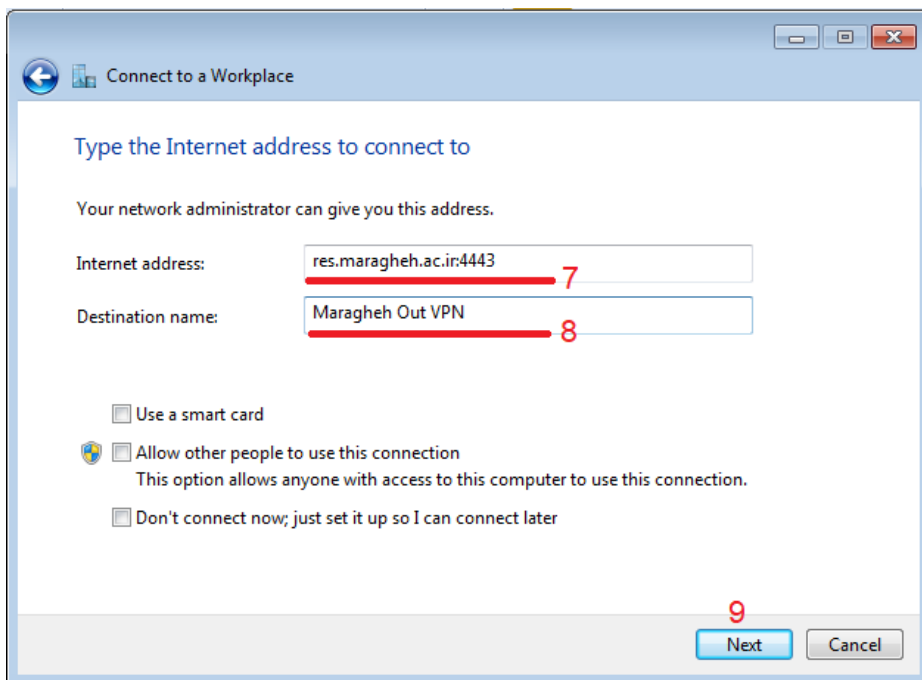 Connect to a Workplace
Type the Internet address to connect to
Your network administrator can give you this address.
Internet address: res.maragheh.ac.ir:4443
7
Destination name: Maragheh Out VPN
8
Use a smart card
Allow other people to use this connection
This option allows anyone with access to this computer to use this connection.
Don't connect now; just set it up so I can connect later
9
Next Cancel